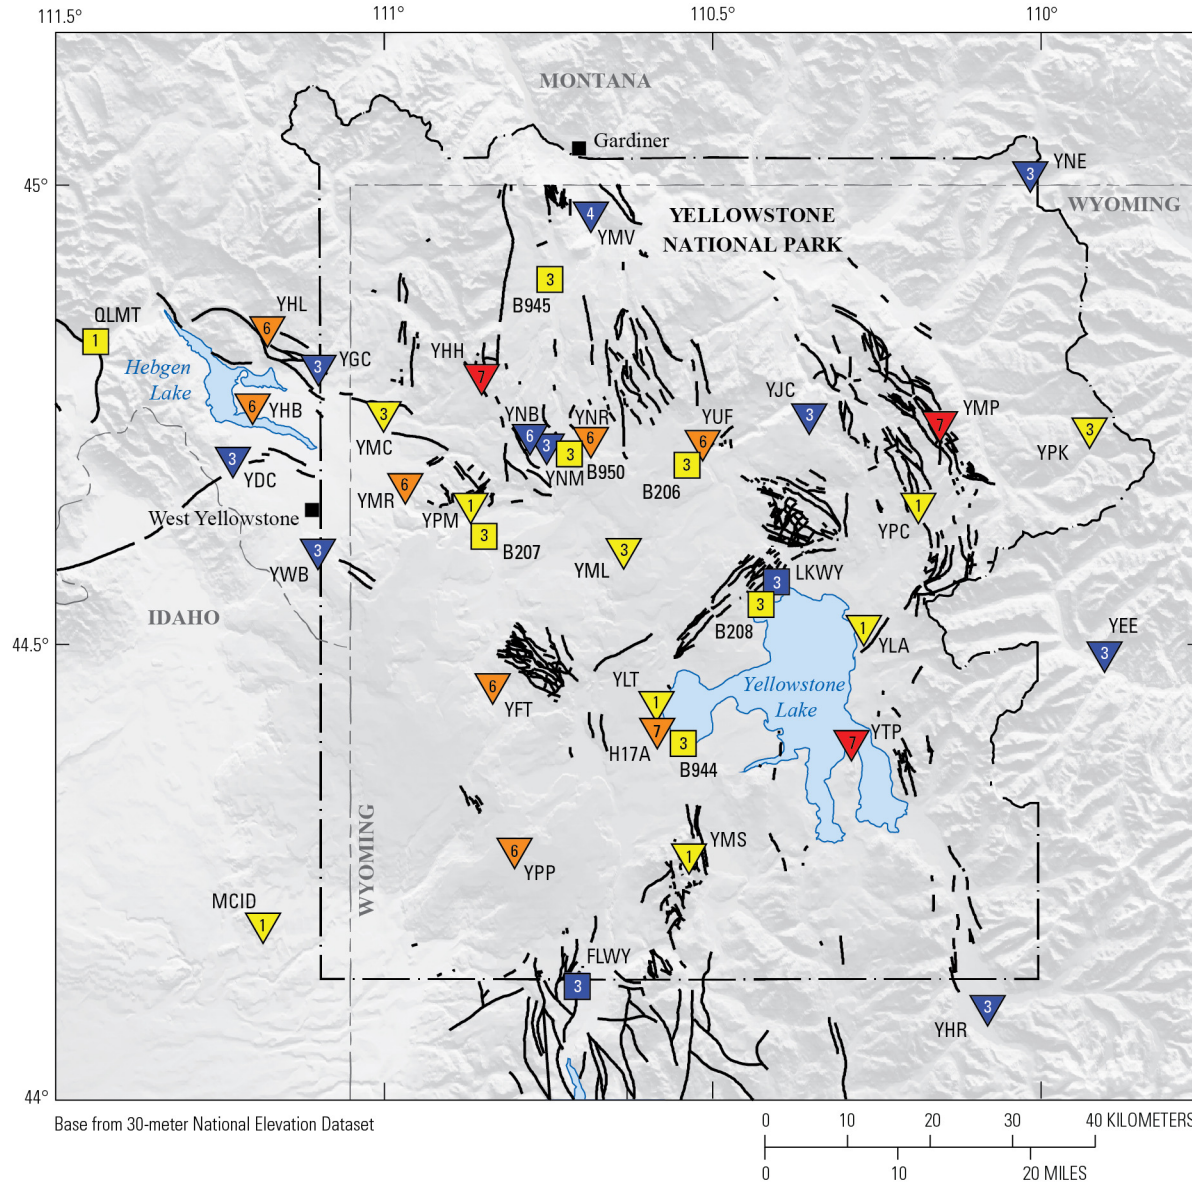 111.5°
111°
110.5°
110°
MONTANA
Gardiner
45°
3
YNE
WYOMING
4
YMV
YELLOWSTONE
NATIONAL PARK
3
B945
QLMT
1
YHL
6
Hebgen
Lake
YGC
3
YHH
7
6
YHB
3
YMC
YNB
6
3
YNM
YNR
6
3
B950
YUF
6
3
B206
YJC
3
YMP
7
3
YPK
3
YDC
6
YMR
West Yellowstone
1
YPM
3
B207
1
YPC
3
YWB
3
YML
3
LKWY
3
B208
IDAHO
1
YLA
YEE
3
44.5°
6
YFT
YLT
1
7
H17A
3
B944
Yellowstone
Lake
YTP
7
WYOMING
6
YPP
YMS
1
MCID
1
FLWY
3
3
YHR
44°
Base from 30-meter National Elevation Dataset
0
10
20
30
40 KILOMETERS
0
10
20 MILES